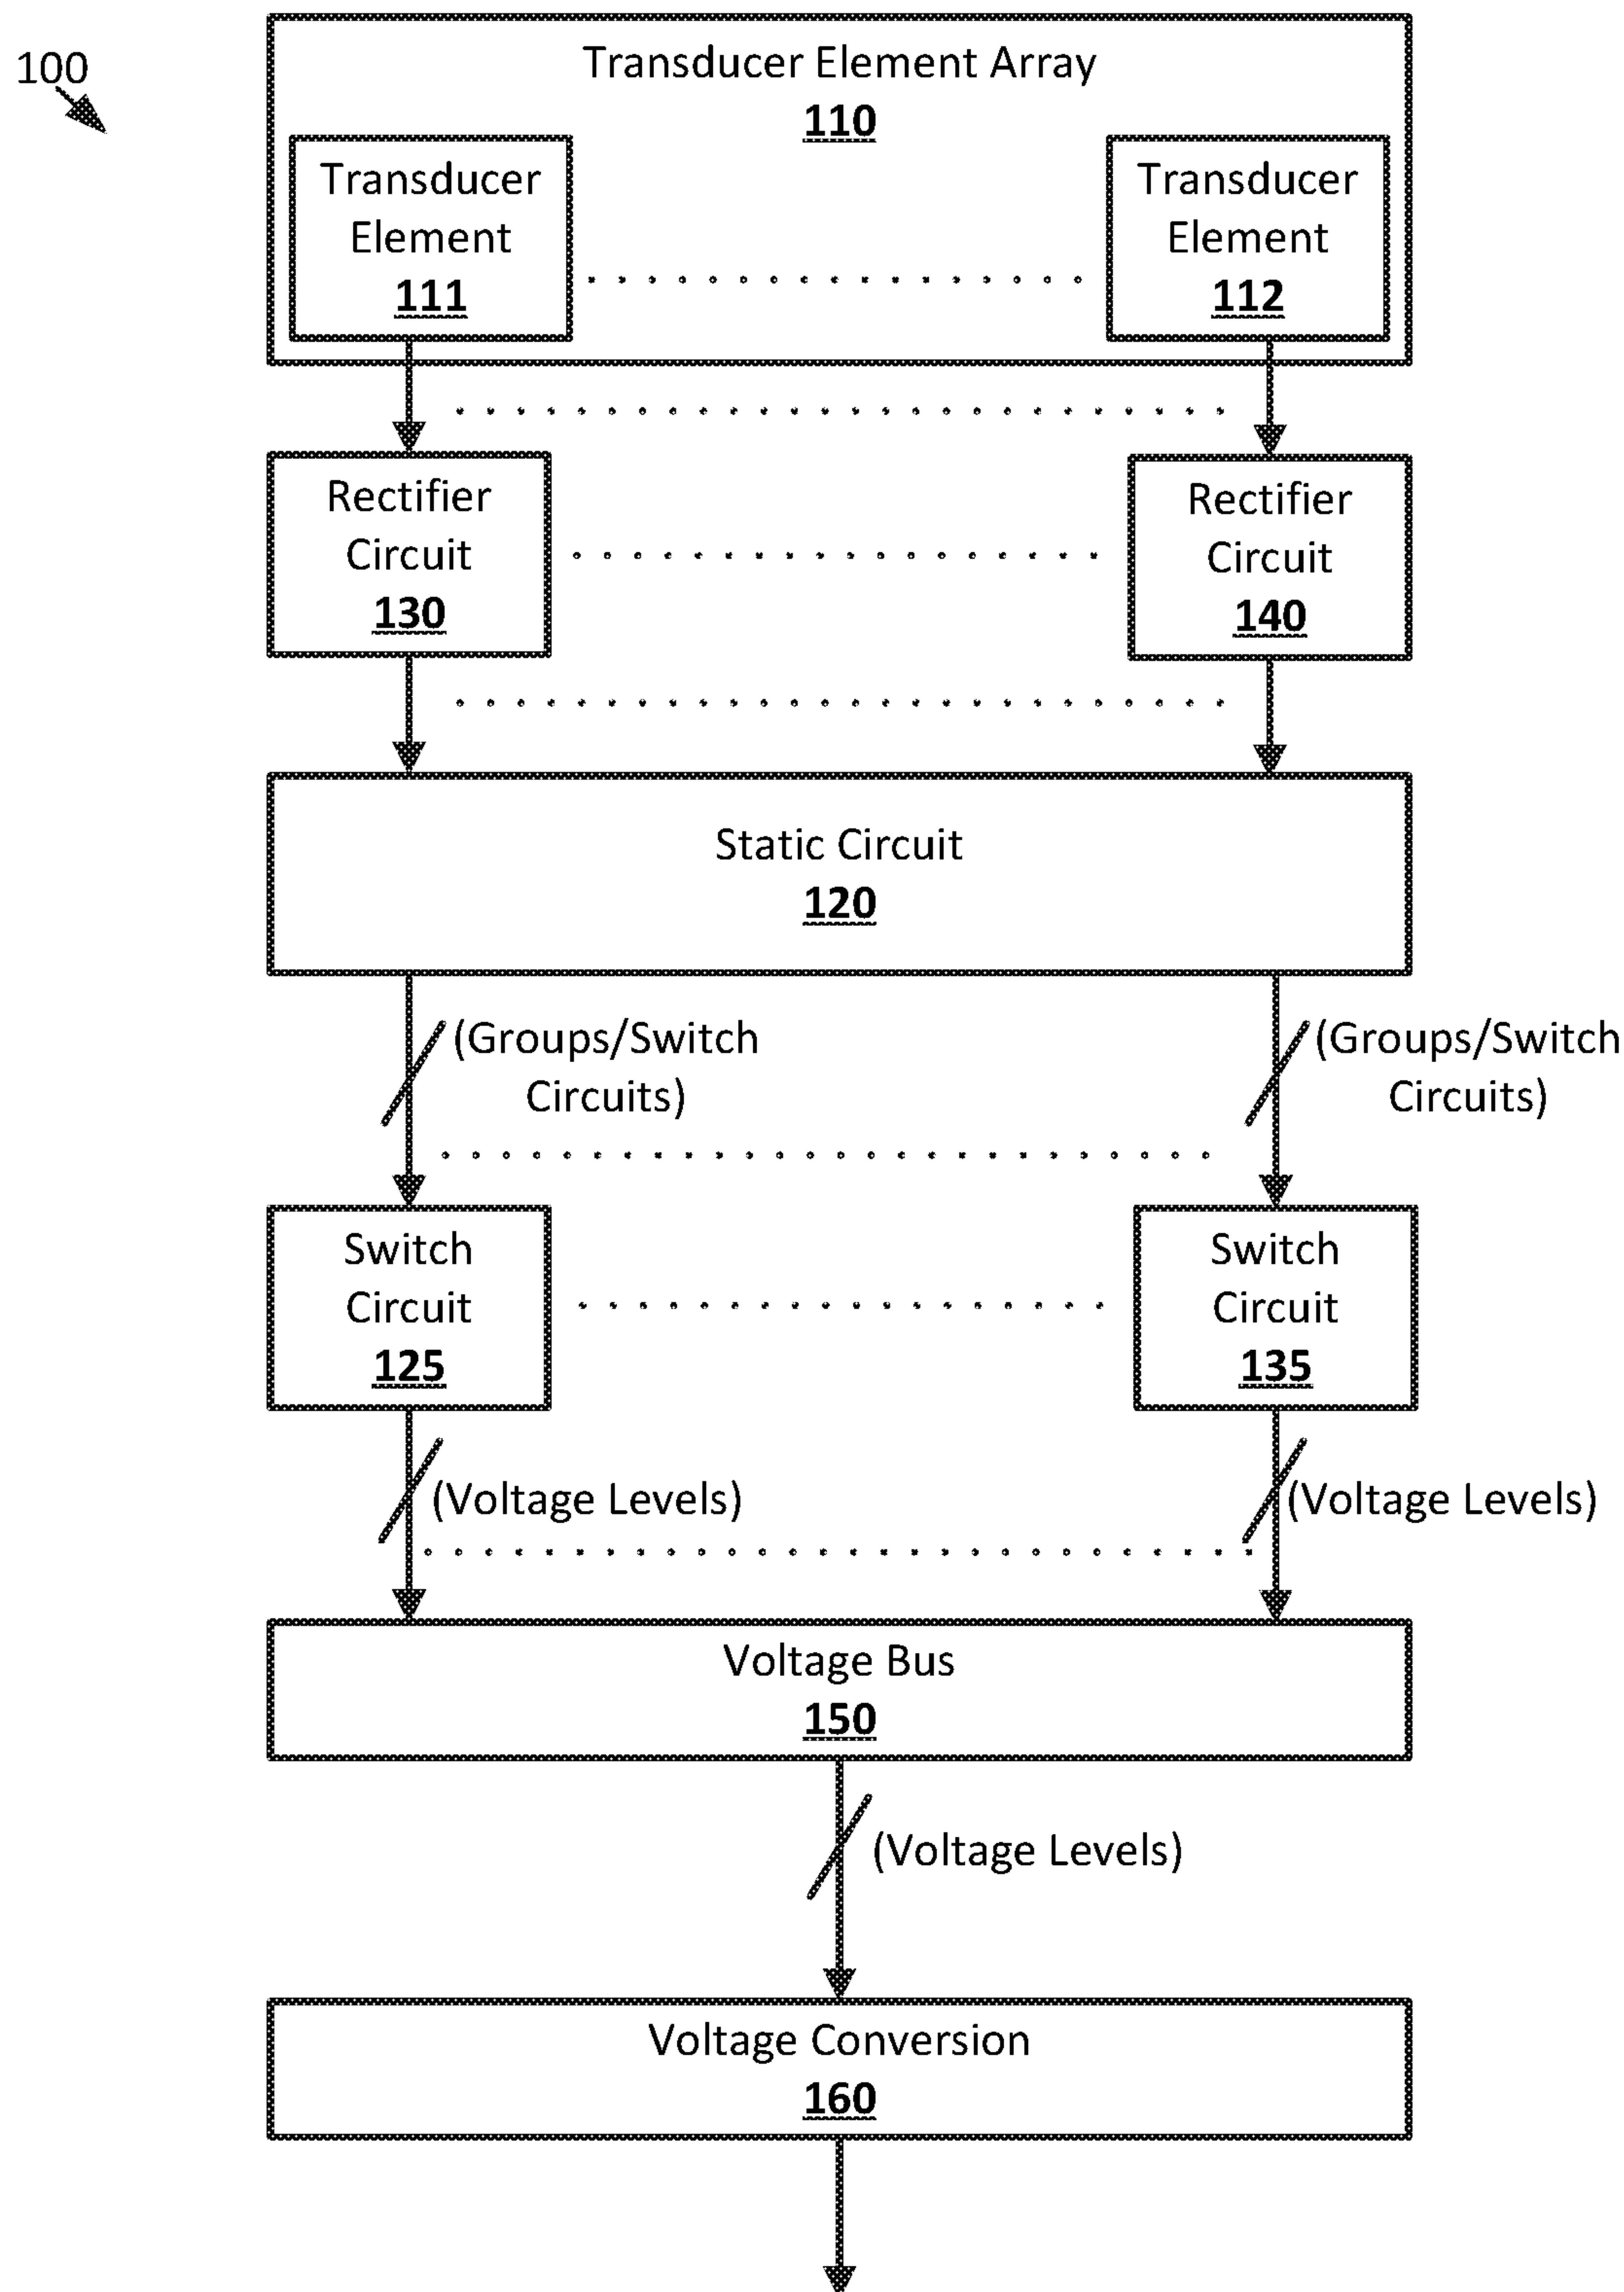 100
Transducer Element Array
110
Transducer
Element
111
Transducer
Element
112
Rectifier
Circuit
130
Rectifier
Circuit
140
Static Circuit
120
(Groups/Switch
Circuits)
(Groups/Switch
Circuits)
Switch
Circuit
125
Switch
Circuit
135
(Voltage Levels)
(Voltage Levels)
Voltage Bus
150
(Voltage Levels)
Voltage Conversion
160